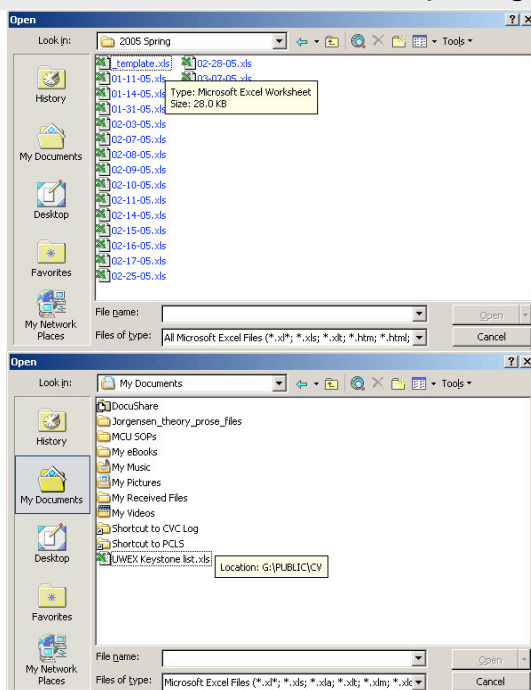 Open
Look in: 2005 Spring Tools
_template.xls 02-28-05.xls
01-11-05.xls 03-07-05.xls
01-14-05.xls
01-31-05.xls
Type: Microsoft Excel Worksheet
Size: 28.0 KB
02-03-05.xls
02-07-05.xls
02-08-05.xls
02-09-05.xls
02-10-05.xls
02-11-05.xls
02-14-05.xls
02-15-05.xls
02-16-05.xls
02-17-05.xls
02-25-05.xls
History
My Documents
Desktop
Favorites
My Network
Places
File name: Open
Files of type: All Microsoft Excel Files (*.xl*; *.xls; *.xlt; *.htm; *.html; Cancel
Open
Look in: My Documents Tools
DocuShare
Jorgensen_theory_prose_files
MCU SOPs
My eBooks
My Music
My Pictures
My Received Files
My Videos
Shortcut to CVC Log
Shortcut to PCLS
UWEX Keystone list.xls
Location: G:\PUBLIC\CV
History
My Documents
Desktop
Favorites
My Network
Places
File name: Open
Files of type: Microsoft Excel Files (*.xl*; *.xls; *.xla; *.xlt; *.xlm; *.xlc Cancel